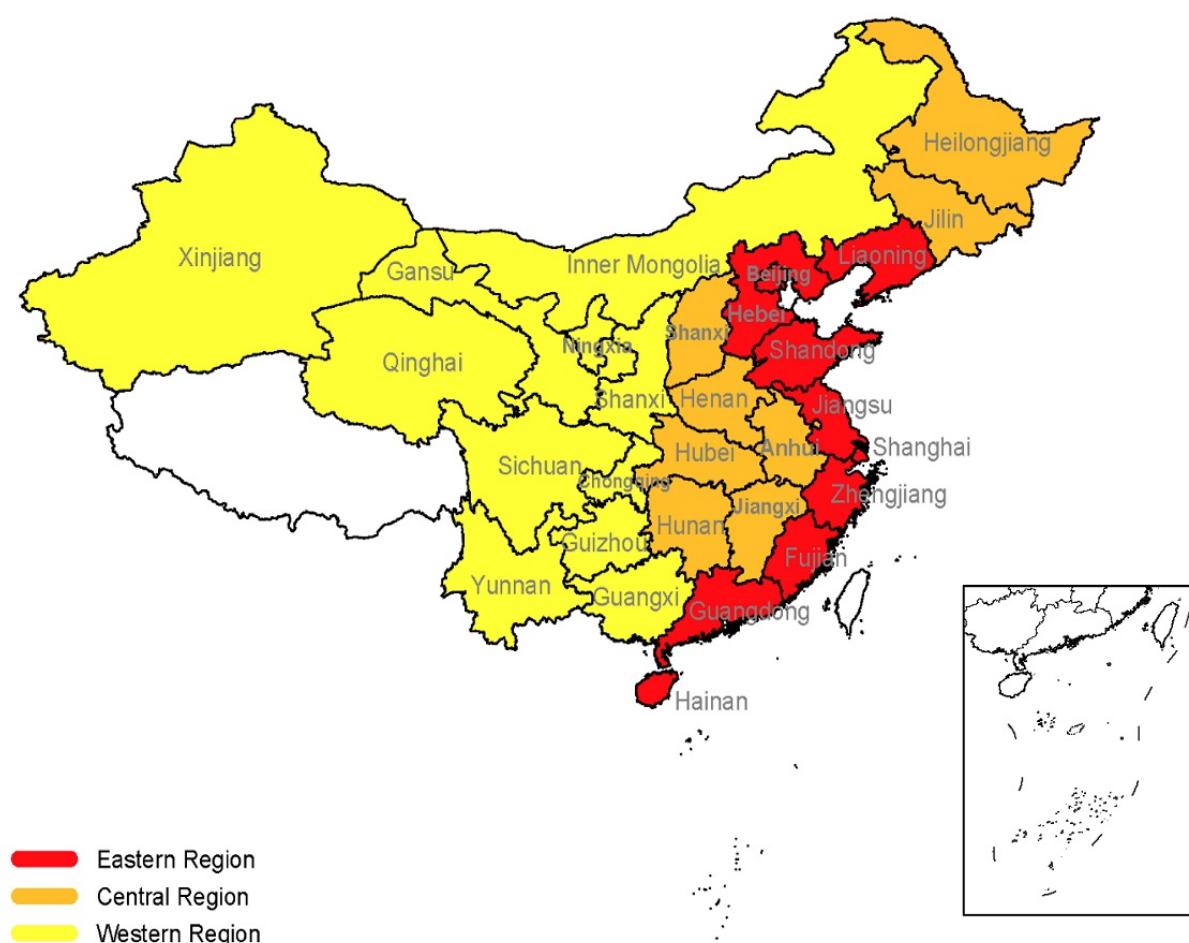 Heilongjiang
Jilin
Xinjiang
Gansu
Inner Mongolia
Liaoning
Beijing
Hebei
Shanxi
Ningxia
Shandong
Qinghai
Shanxi
Henan
Jiangsu
Sichuan
Hubei
Anhui
Shanghai
Chongqing
Zhengjiang
Jiangxi
Hunan
Guizhou
Fujian
Yunnan
Guangxi
Guangdong
Hainan
Eastern Region
Central Region
Western Region